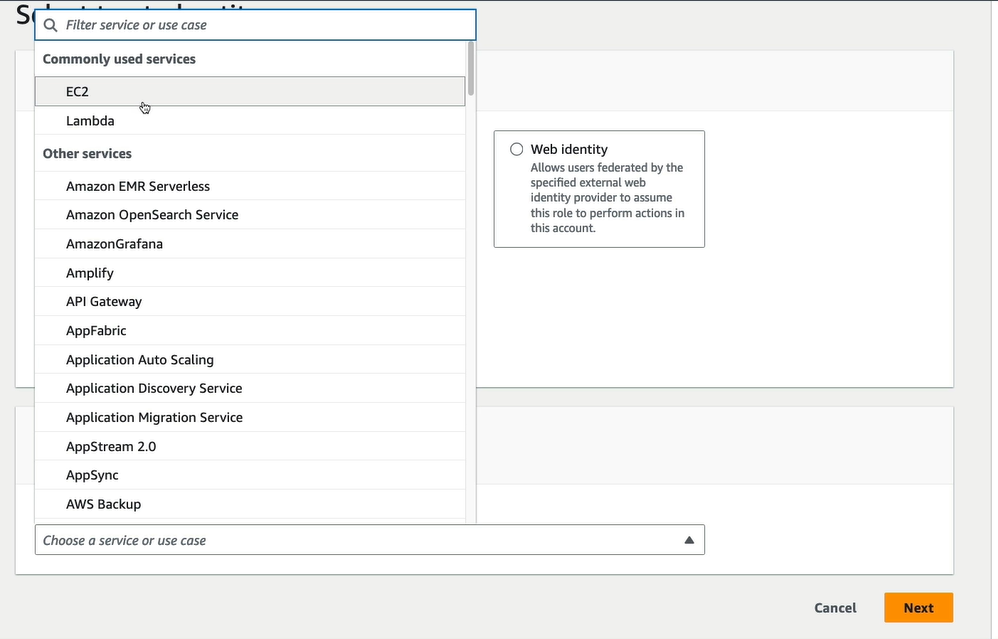 Filter service or use case
Commonly used services
EC2
Lambda
Other services
Amazon EMR Serverless
Amazon OpenSearch Service
AmazonGrafana
Amplify
API Gateway
AppFabric
Application Auto Scaling
Application Discovery Service
Application Migration Service
AppStream 2.0
AppSync
AWS Backup
Choose a service or use case
Web identity
Allows users federated by the
specified external web
identity provider to assume
this role to perform actions in
this account.
Cancel
Next